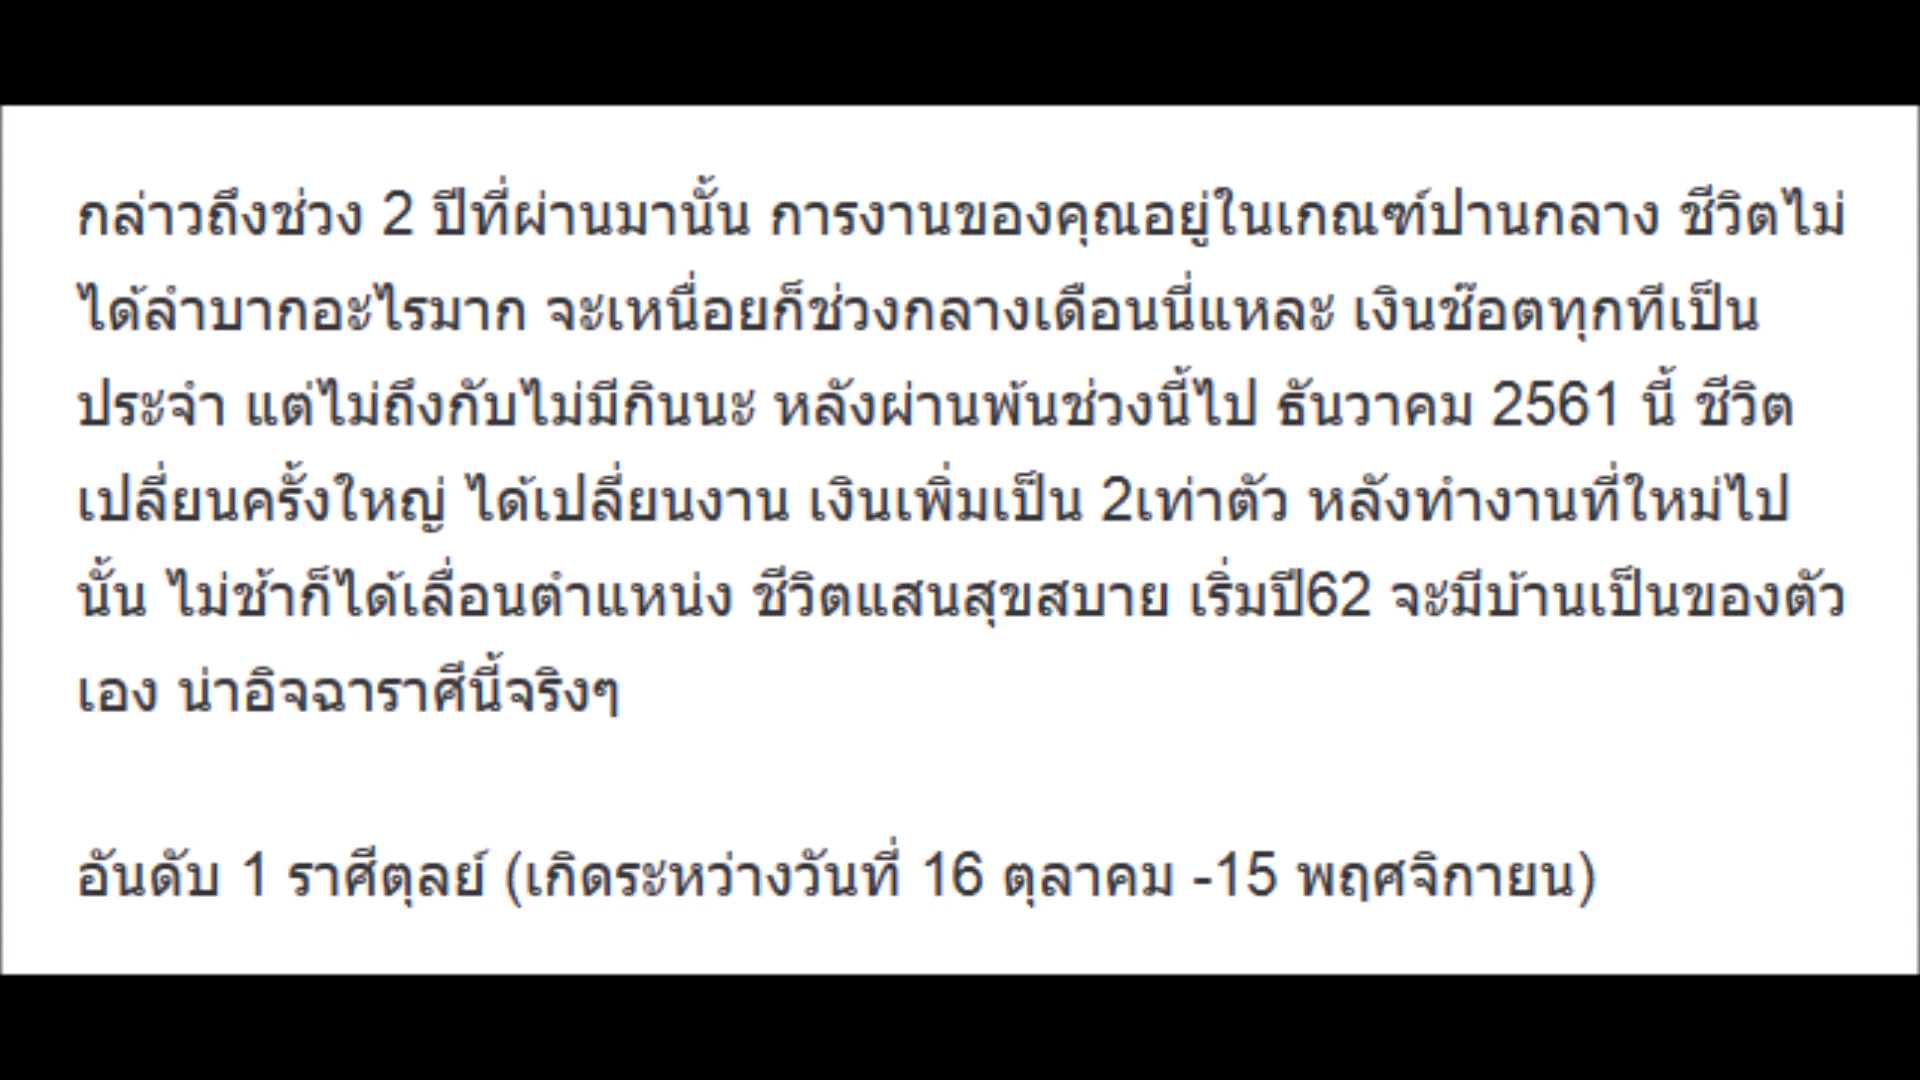 กล่าวถึงช่วง 2 ปีที่ผ่านมานั้น การงานของคุณอยู่ในเกณฑ์ปานกลาง ชีวิตไม่
ได้ลำบากอะไรมาก จะเหนื่อยก็ช่วงกลางเดือนนี่แหละ เงินช๊อตทุกทีเป็น
ประจำ แต่ไม่ถึงกับไม่มีกินนะ หลังผ่านพ้นช่วงนี้ไป ธันวาคม 2561 นี้ ชีวิต
เปลี่ยนครั้งใหญ่ ได้เปลี่ยนงาน เงินเพิ่มเป็น 2เท่าตัว หลังทำงานที่ใหม่ไป
นั้น ไม่ช้าก็ได้เลื่อนตำแหน่ง ชีวิตแสนสุขสบาย เริ่มปี62 จะมีบ้านเป็นของตัว
เอง น่าอิจฉาราศีนี้จริงๆ
อันดับ 1 ราศีตุลย์ (เกิดระหว่างวันที่ 16 ตุลาคม -15 พฤศจิกายน)